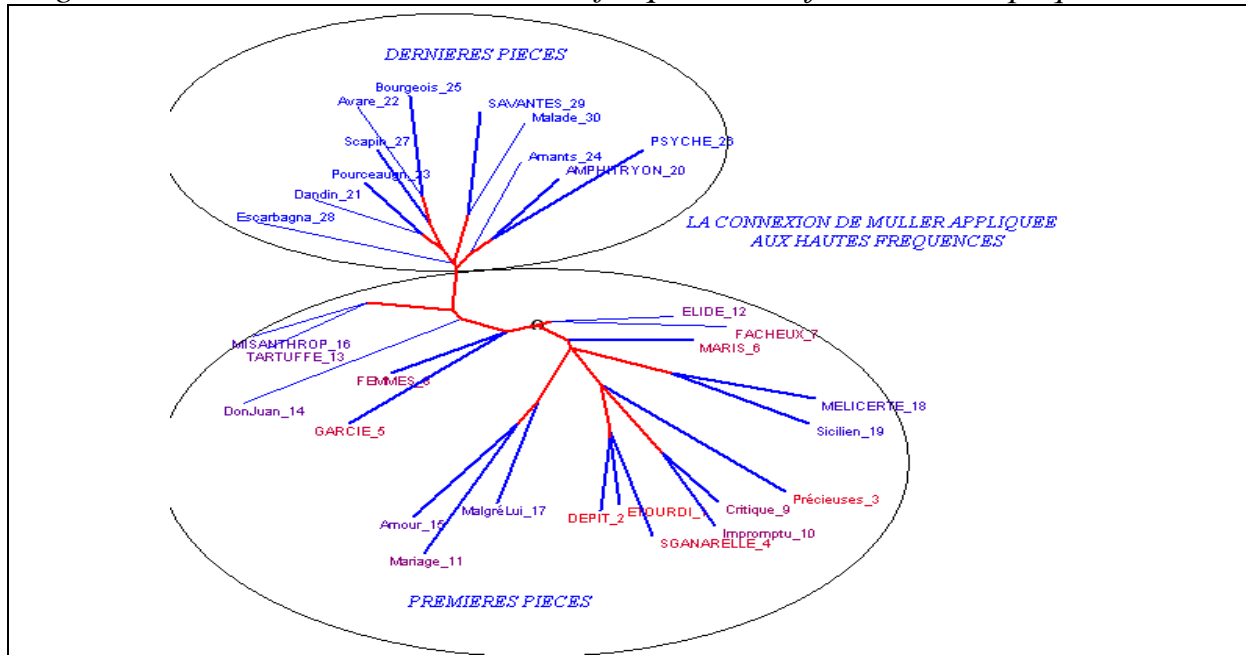 DERNIERES PIECES
Bourgeois_25
Avare_22
SAVANTES_29
Malade_30
Scapin_27
PSYCHE_26
Amants_24
Pourceaugn_23
AMPHITRYON_20
Dandin_21
Escarbagna_28
LA CONNEXION DE MULLER APPLIQUEE
AUX HAUTES FREQUENCES
ELIDE_12
FACHEUX_7
MISANTHROP_16
MARIS_6
TARTUFFE_13
FEMMES_8
MELICERTE_18
DonJuan_14
GARCIE_5
Sicilien_19
Précieuses_3
MalgréLui_17
Critique_9
DEPIT_2
ETOURDI_1
Amour_15
Impromptu_10
SGANARELLE_4
Mariage_11
PREMIERES PIECES